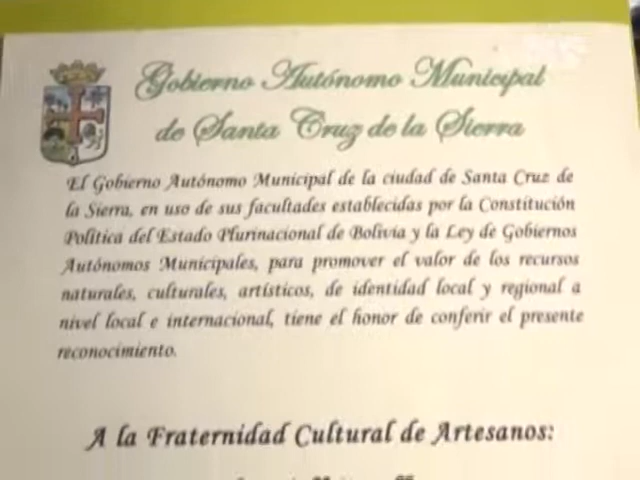 Gobierno Autónomo Municipal
de Santa Cruz de la Sierra
El Gobierno Autónomo Municipal de la ciudad de Santa Cruz de
la Sierra, en uso de sus facultades establecidas por la Constitución
Política del Estado Plurinacional de Bolivia y la Ley de Gobiernos
Autónomos Municipales, para promover el valor de los recursos
naturales, culturales, artísticos, de identidad local y regional a
nivel local e internacional, tiene el honor de conferir el presente
reconocimiento.
A la Fraternidad Cultural de Artesanos: